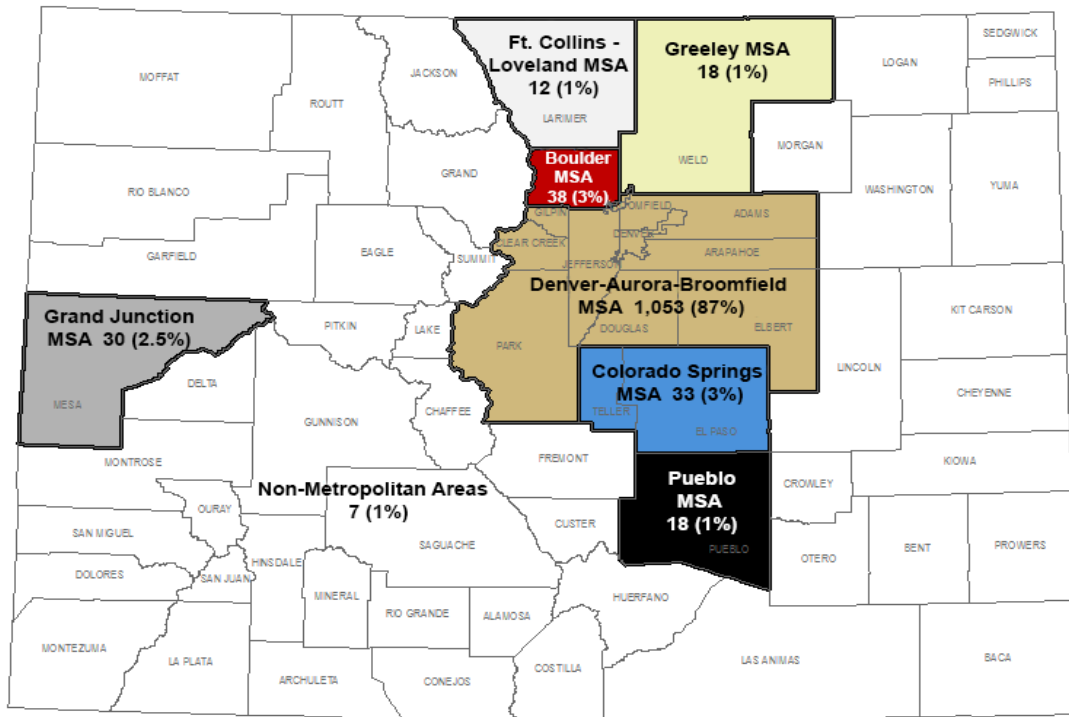 SEDGWICK
Ft. Collins -
Loveland MSA
12 (1%)
LARIMER
Greeley MSA
18 (1%)
WELD
LOGAN
PHILLIPS
MOFFAT
JACKSON
ROUTT
MORGAN
Boulder
MSA
38 (3%)
GRAND
RIO BLANCO
WASHINGTON
YUMA
GILPIN
BROOMFIELD
ADAMS
DENVER
CLEAR CREEK
ARAPAHOE
GARFIELD
EAGLE
SUMMIT
JEFFERSON
Denver-Aurora-Broomfield
MSA 1,053 (87%)
DOUGLAS
ELBERT
PARK
KIT CARSON
Grand Junction
MSA 30 (2.5%)
MESA
PITKIN
LAKE
LINCOLN
DELTA
Colorado Springs
MSA 33 (3%)
TELLER
EL PASO
CHEYENNE
GUNNISON
CHAFFEE
FREMONT
MONTROSE
KIOWA
Non-Metropolitan Areas
7 (1%)
Pueblo
MSA
18 (1%)
PUEBLO
CROWLEY
OURAY
SAN MIGUEL
CUSTER
SAGUACHE
HINSDALE
OTERO
BENT
PROWERS
DOLORES
SAN JUAN
MINERAL
RIO GRANDE
ALAMOSA
HUERFANO
MONTEZUMA
LA PLATA
ARCHULETA
CONEJOS
COSTILLA
LAS ANIMAS
BACA